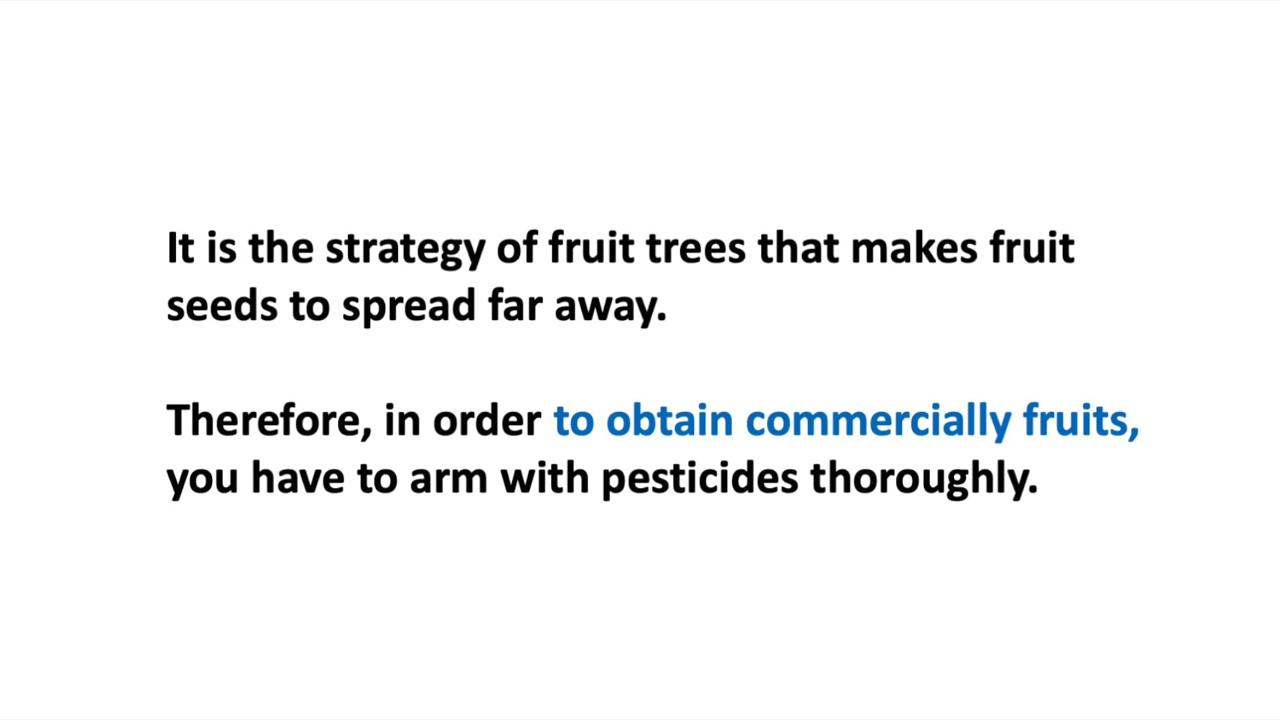 It is the strategy of fruit trees that makes fruit
seeds to spread far away.
Therefore, in order to obtain commercially fruits,
you have to arm with pesticides thoroughly.